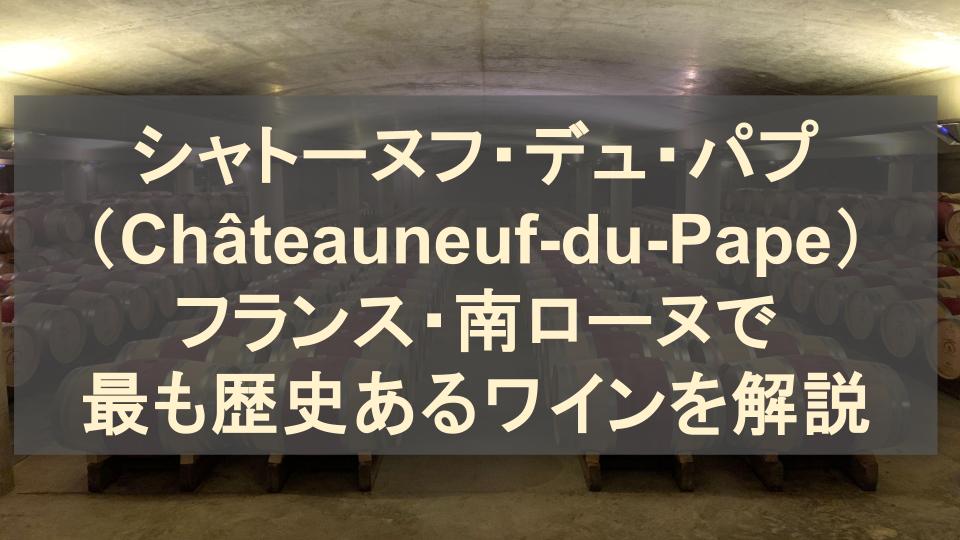 シャトーヌフ・デュ・パプ
（Châteauneuf-du-Pape）
フランス・南ローヌで
最も歴史あるワインを解説